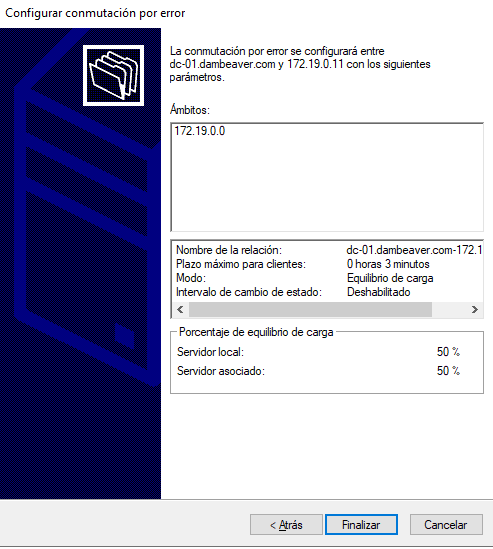 Configurar conmutación por error
La conmutación por error se configurará entre
dc-01.dambeaver.com y 172.19.0.11 con los siguientes
parámetros.
Ámbitos:
172.19.0.0
Nombre de la relación: dc-01.dambeaver.com-172.1
Plazo máximo para clientes: 0 horas 3 minutos
Modo: Equilibrio de carga
Intervalo de cambio de estado: Deshabilitado
Porcentaje de equilibrio de carga
Servidor local: 50 %
Servidor asociado: 50 %
< Atrás Finalizar Cancelar